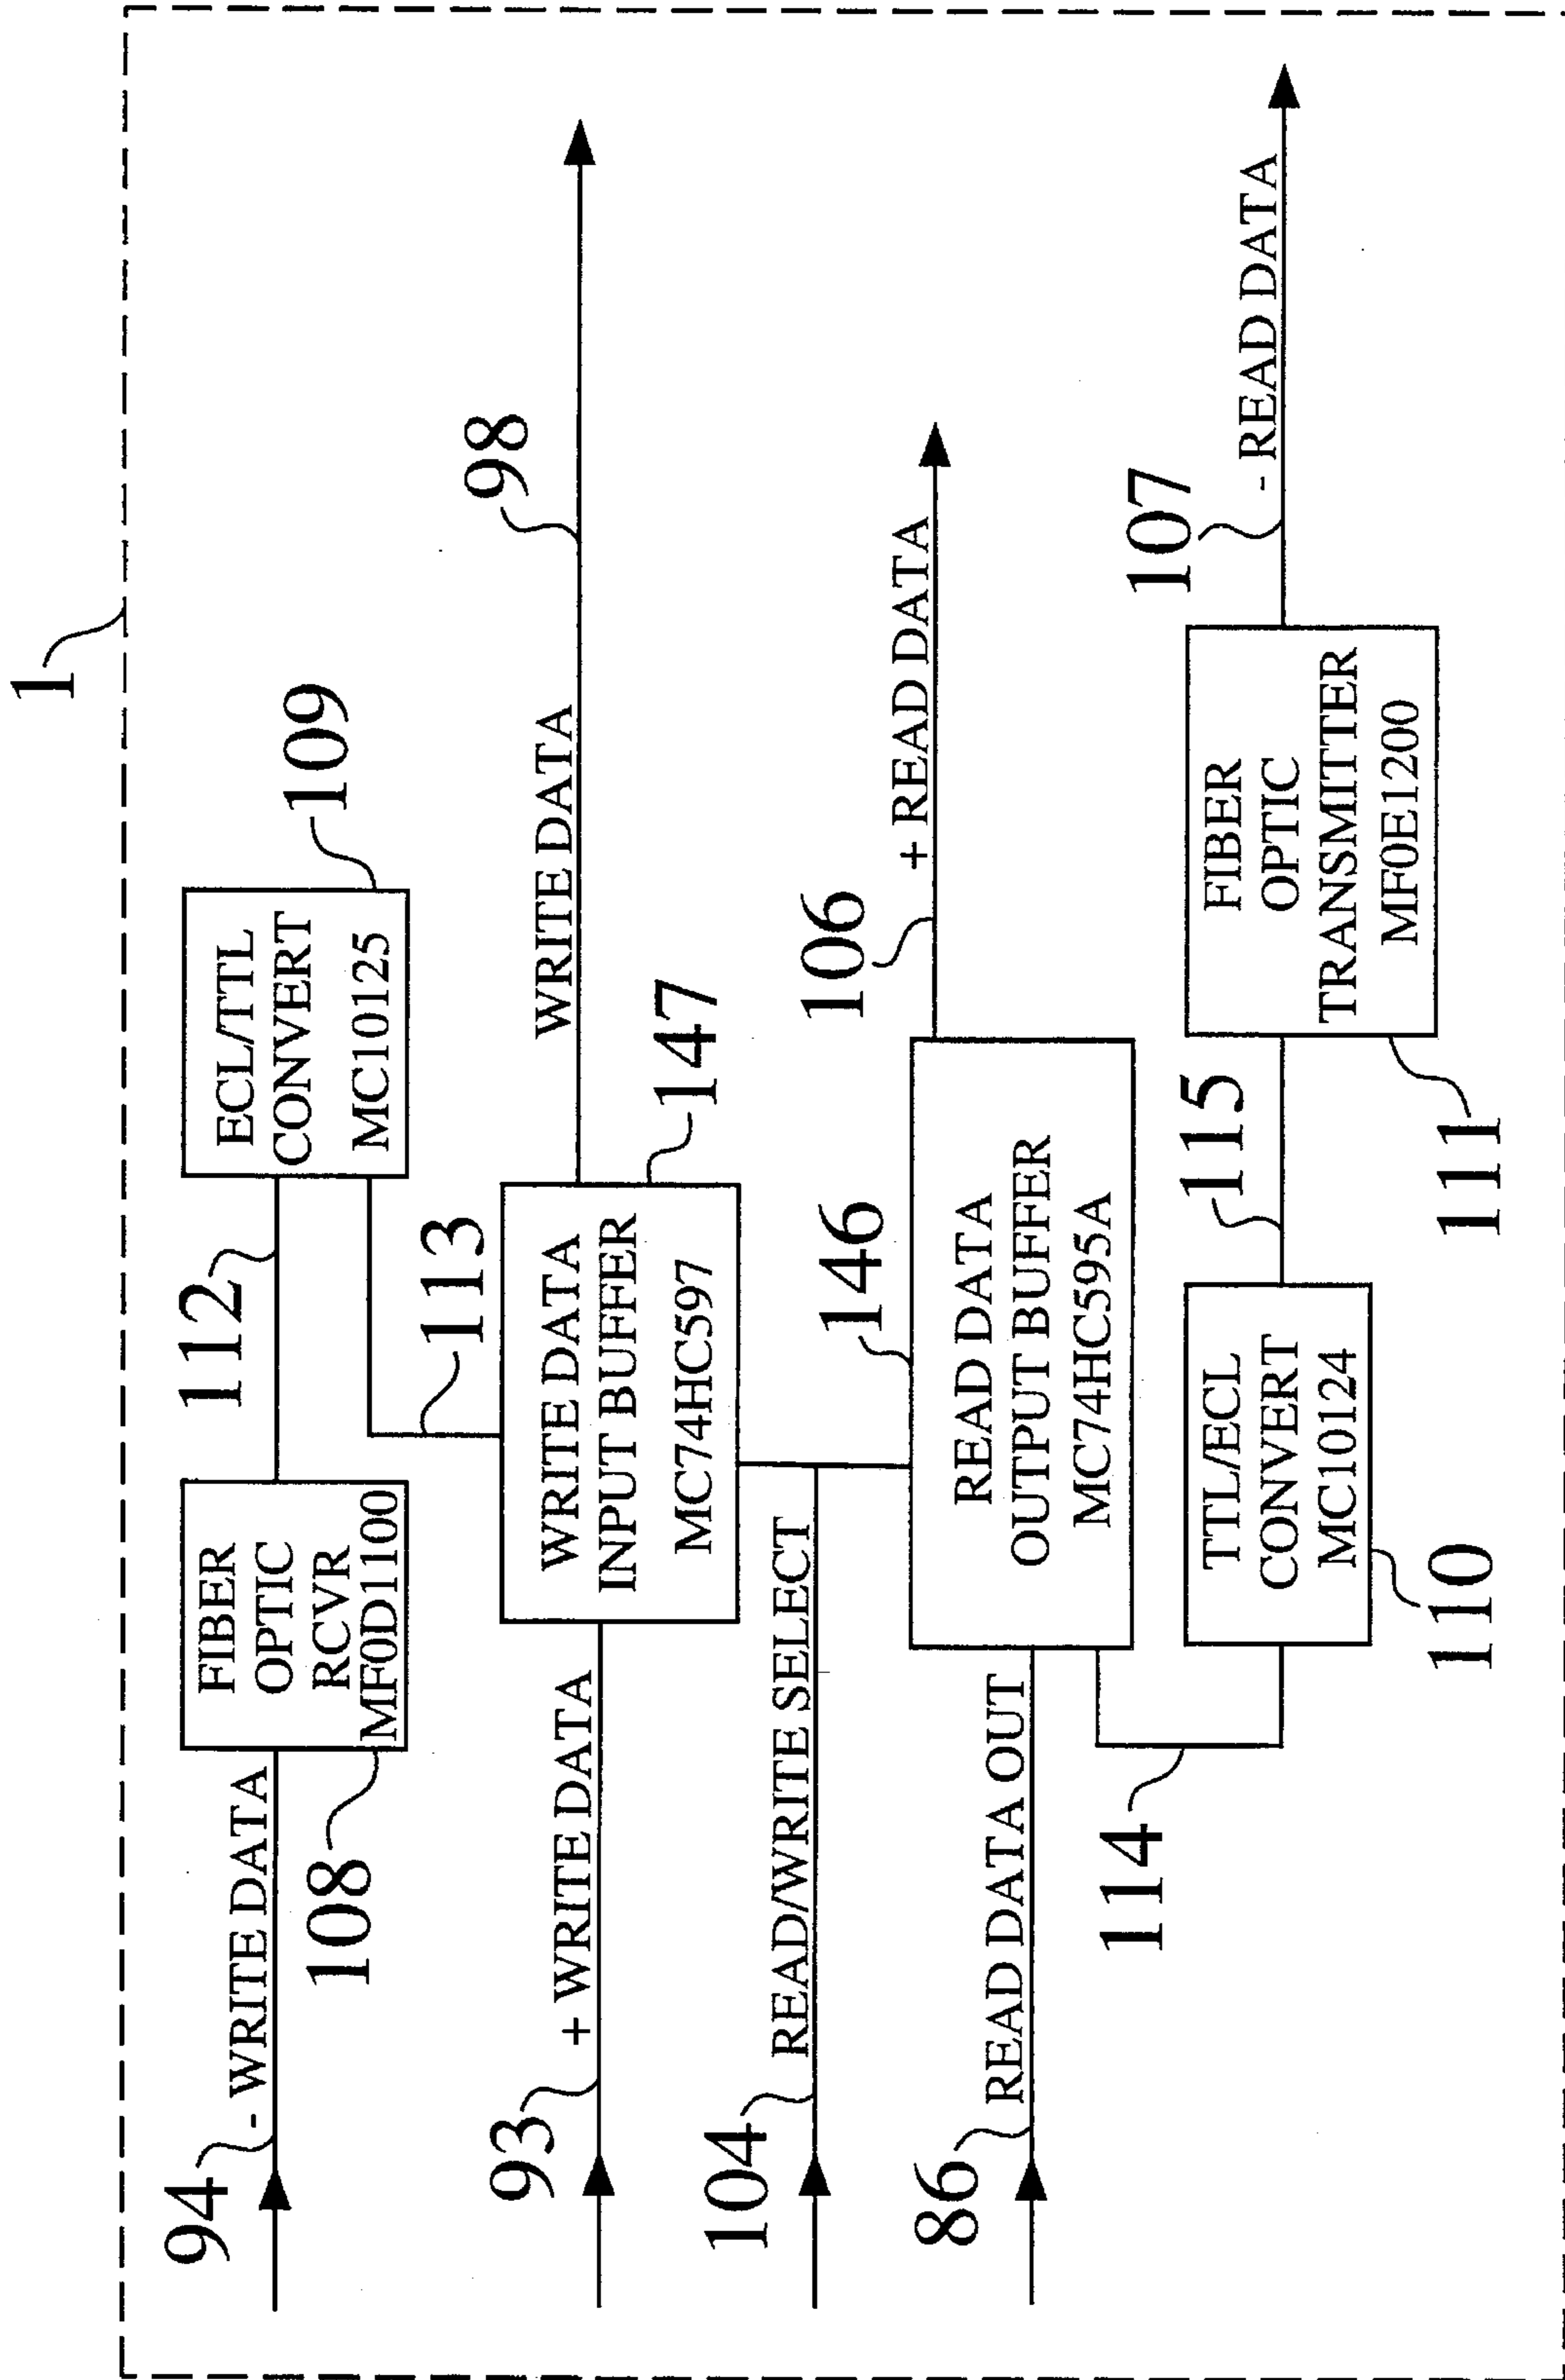 1
94
- WRITE DATA
108
FIBER
OPTIC
RCVR
MF0D1100
112
ECL/TTL
CONVERT
MC10125
109
113
93
+ WRITE DATA
WRITE DATA
INPUT BUFFER
MC74HC597
147
WRITE DATA
98
104
READ/WRITE SELECT
86
READ DATA OUT
146
READ DATA
OUTPUT BUFFER
MC74HC595A
106
+ READ DATA
114
TTL/ECL
CONVERT
MC10124
110
115
FIBER
OPTIC
TRANSMITTER
MF0E1200
111
107
- READ DATA